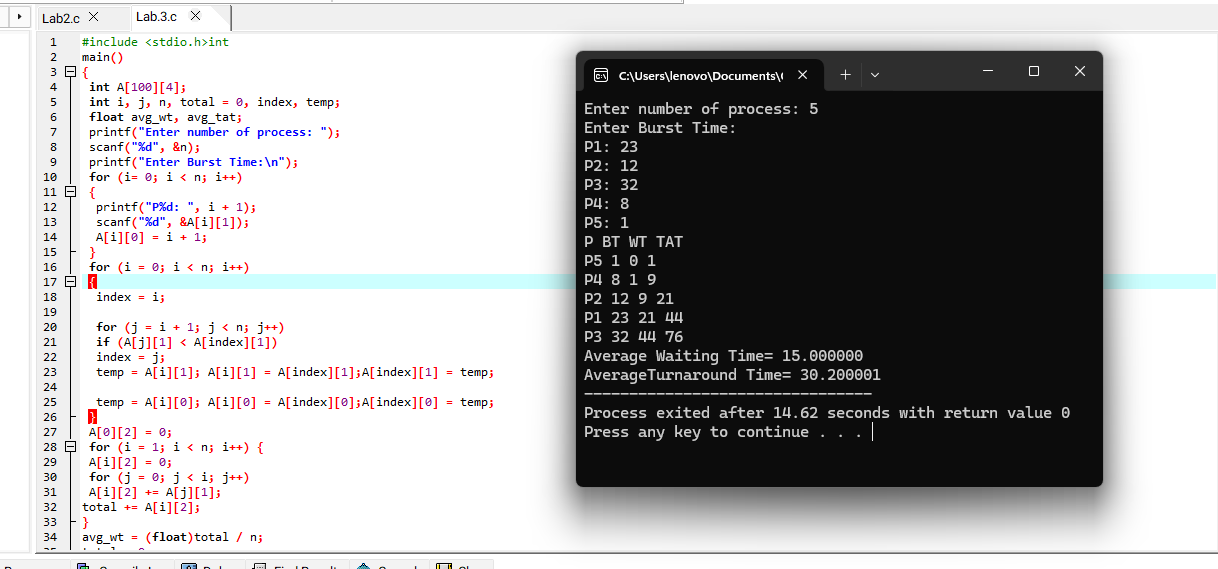 Lab2.c
Lab.3.c
1 #include <stdio.h>int
2 main()
3 {
4 int A[100][4];
5 int i, j, n, total = 0, index, temp;
6 float avg_wt, avg_tat;
7 printf("Enter number of process: ");
8 scanf("%d", &n);
9 printf("Enter Burst Time:\n");
10 for (i= 0; i < n; i++)
11 {
12 printf("P%d: ", i + 1);
13 scanf("%d", &A[i][1]);
14 A[i][0] = i + 1;
15 }
16 for (i = 0; i < n; i++)
17 {
18 index = i;
19
20 for (j = i + 1; j < n; j++)
21 if (A[j][1] < A[index][1])
22 index = j;
23 temp = A[i][1]; A[i][1] = A[index][1];A[index][1] = temp;
24
25 temp = A[i][0]; A[i][0] = A[index][0];A[index][0] = temp;
26 }
27 A[0][2] = 0;
28 for (i = 1; i < n; i++) {
29 A[i][2] = 0;
30 for (j = 0; j < i; j++)
31 A[i][2] += A[j][1];
32 total += A[i][2];
33 }
34 avg_wt = (float)total / n;
C:\Users\lenovo\Documents\
Enter number of process: 5
Enter Burst Time:
P1: 23
P2: 12
P3: 32
P4: 8
P5: 1
P BT WT TAT
P5 1 0 1
P4 8 1 9
P2 12 9 21
P1 23 21 44
P3 32 44 76
Average Waiting Time= 15.000000
AverageTurnaround Time= 30.200001
--------------------------------
Process exited after 14.62 seconds with return value 0
Press any key to continue . . .